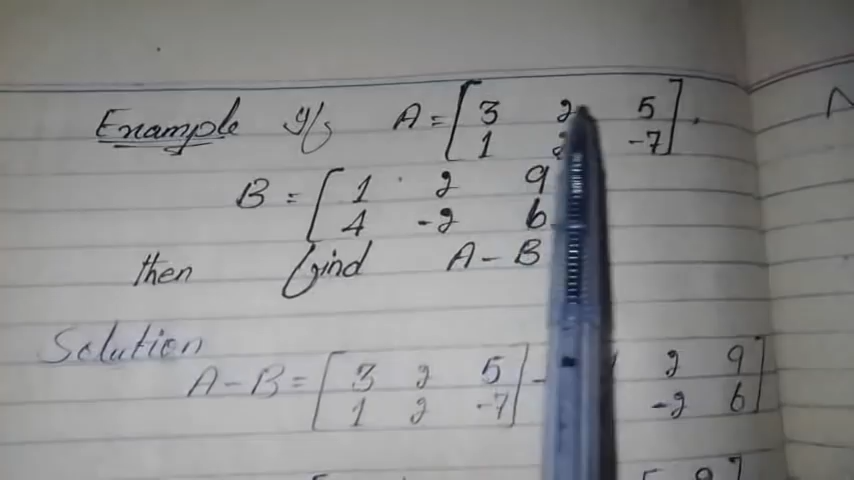 Example If A = [ 3 2 5 ]
[ 1 2 -7 ]
B = [ 1 2 9
[ 4 -2 6
then find A - B
Solution
A - B = [ 3 2 5 ] - 2 9 ]
[ 1 2 -7 ] -2 6 ]